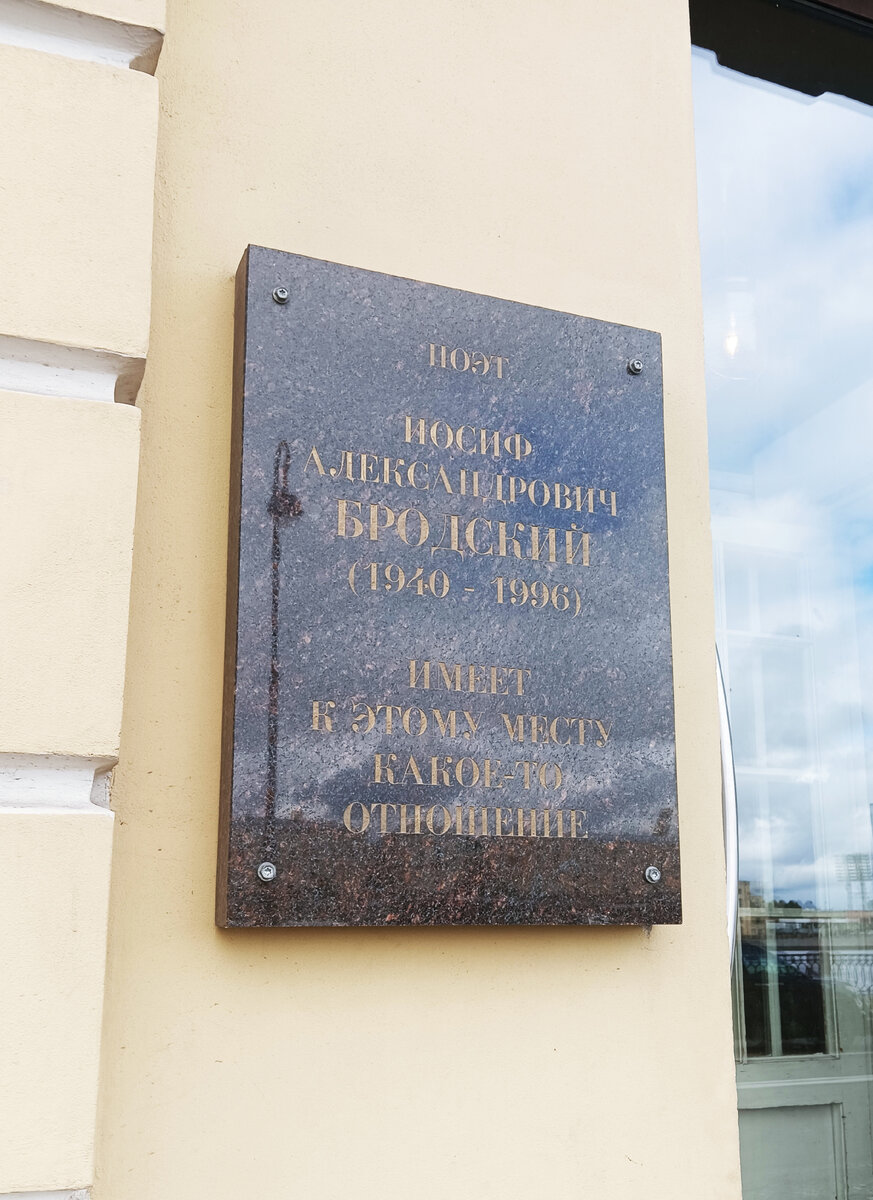 ПОЭТ
ИОСИФ
АЛЕКСАНДРОВИЧ
БРОДСКИЙ
(1940 - 1996)
ИМЕЕТ
К ЭТОМУ МЕСТУ
КАКОЕ-ТО
ОТНОШЕНИЕ